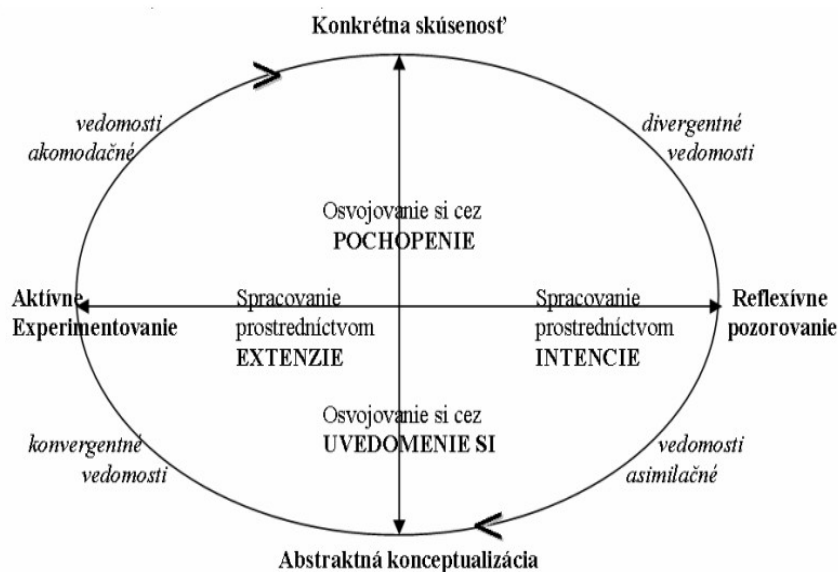 Konkrétna skúsenosť
vedomosti
akomodačné
divergentné
vedomosti
Osvojovanie si cez
POCHOPENIE
Aktívne
Experimentovanie
Spracovanie
prostredníctvom
EXTENZIE
Spracovanie
prostredníctvom
INTENCIE
Reflexívne
pozorovanie
Osvojovanie si cez
UVEDOMENIE SI
konvergentné
vedomosti
vedomosti
asimilačné
Abstraktná konceptualizácia